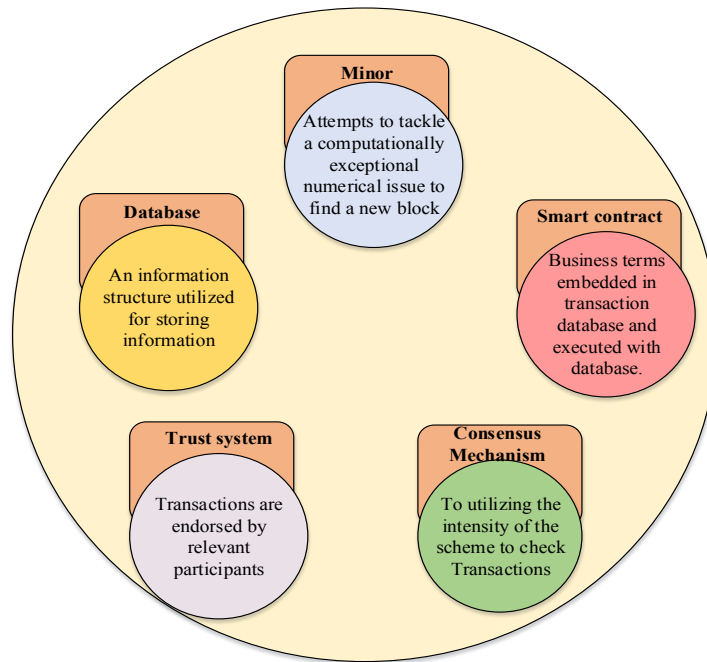 Minor
Attempts to tackle
a computationally
exceptional
numerical issue to
find a new block
Database
An information
structure utilized
for storing
information
Smart contract
Business terms
embedded in
transaction
database and
executed with
database.
Trust system
Transactions are
endorsed by
relevant
participants
Consensus
Mechanism
To utilizing the
intensity of the
scheme to check
Transactions